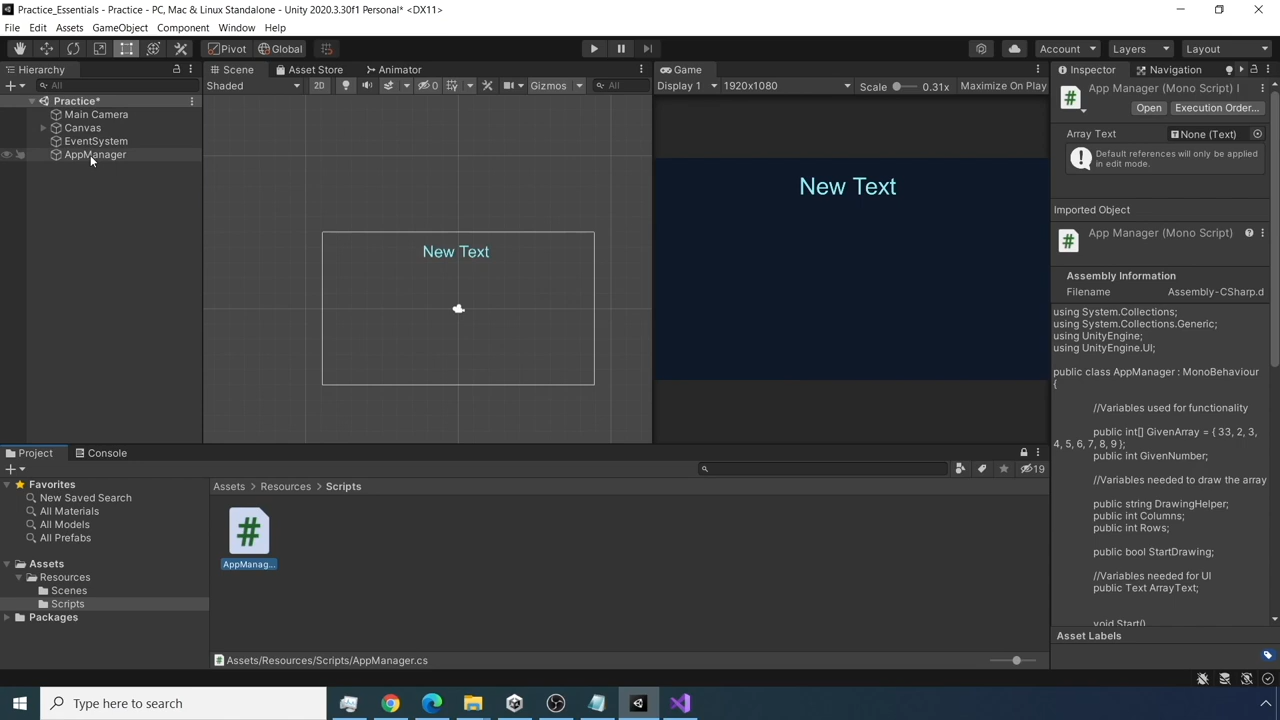 Practice_Essentials - Practice - PC, Mac & Linux Standalone - Unity 2020.3.30f1 Personal* <DX11>
File Edit Assets GameObject Component Window Help
Pivot Global Account Layers Layout
Hierarchy Scene Asset Store Animator Game Inspector Navigation
All Shaded 2D 0 Gizmos All Display 1 1920x1080 Scale 0.31x Maximize On Play
Practice*
Main Camera
Canvas
EventSystem
AppManager
New Text
New Text
App Manager (Mono Script) I
Open Execution Order...
Array Text None (Text)
Default references will only be applied
in edit mode.
Imported Object
App Manager (Mono Script)
Assembly Information
Filename Assembly-CSharp.d
using System.Collections;
using System.Collections.Generic;
using UnityEngine;
using UnityEngine.UI;
public class AppManager : MonoBehaviour
{
//Variables used for functionality
public int[] GivenArray = { 33, 2, 3,
4, 5, 6, 7, 8, 9 };
public int GivenNumber;
//Variables needed to draw the array
public string DrawingHelper;
public int Columns;
public int Rows;
public bool StartDrawing;
//Variables needed for UI
public Text ArrayText;
void Start()
Asset Labels
Project Console
19
Favorites
New Saved Search
All Materials
All Models
All Prefabs
Assets
Resources
Scenes
Scripts
Packages
Assets > Resources > Scripts
#
AppManag...
Assets/Resources/Scripts/AppManager.cs
Type here to search